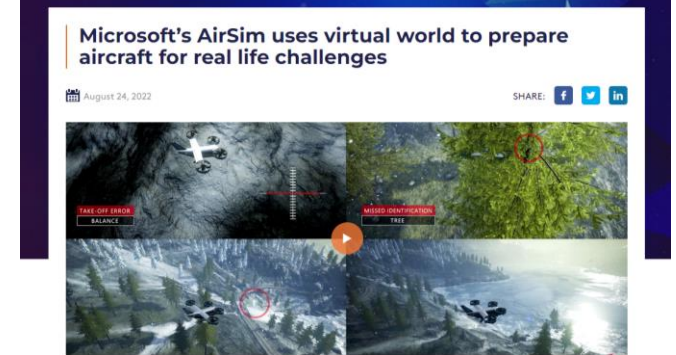 Microsoft's AirSim uses virtual world to prepare
aircraft for real life challenges
August 24, 2022
SHARE:
f
in
TAKE-OFF ERROR
BALANCE
MISSED IDENTIFICATION
TREE